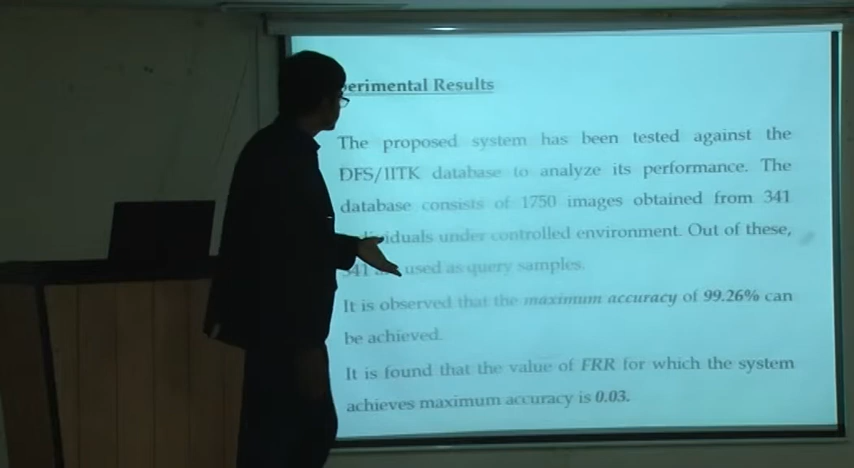 perimental Results
The proposed system has been tested against the
DFS/IITK database to analyze its performance. The
database consists of 1750 images obtained from 341
individuals under controlled environment. Out of these,
341 used as query samples.
It is observed that the maximum accuracy of 99.26% can
be achieved.
It is found that the value of FRR for which the system
achieves maximum accuracy is 0.03.